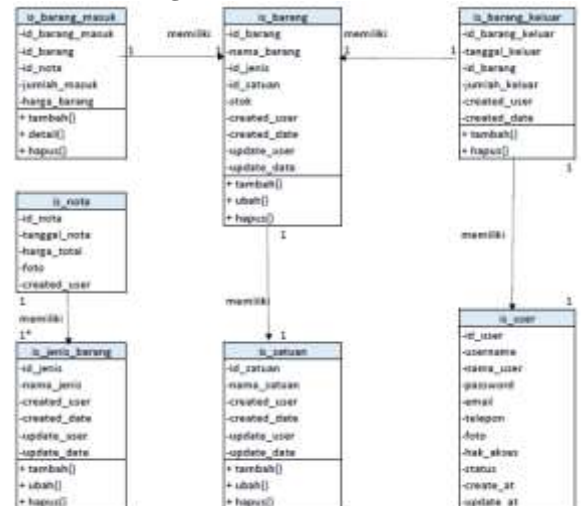 is_barang_masuk
-id_barang_masuk
-id_barang
-id_nota
-jumlah_masuk
-harga_barang
+ tambah()
+ detail()
+ hapus()
memiliki
1
1
is_barang
-id_barang
-nama_barang
-id_jenis
-id_satuan
-stok
-created_user
-created_date
-update_user
-update_data
+ tambah()
+ ubah()
+ hapus()
memiliki
1
1
is_barang_keluar
-id_barang_keluar
-tanggal_keluar
-id_barang
-jumlah_keluar
-created_user
-created_date
+ tambah()
+ hapus()
1
is_nota
-id_nota
-tanggal_nota
-harga_total
-foto
-created_user
1
memiliki
1*
1
memiliki
1
memiliki
1
is_jenis_barang
-id_jenis
-nama_jenis
-created_user
-created_date
-update_user
-update_date
+ tambah()
+ ubah()
+ hapus()
is_satuan
-id_satuan
-nama_satuan
-created_user
-created_date
-update_user
-update_date
+ tambah()
+ ubah()
+ hapus()
is_user
-id_user
-username
-nama_user
-password
-email
-telepon
-foto
-hak_akses
-status
-create_at
-update_at